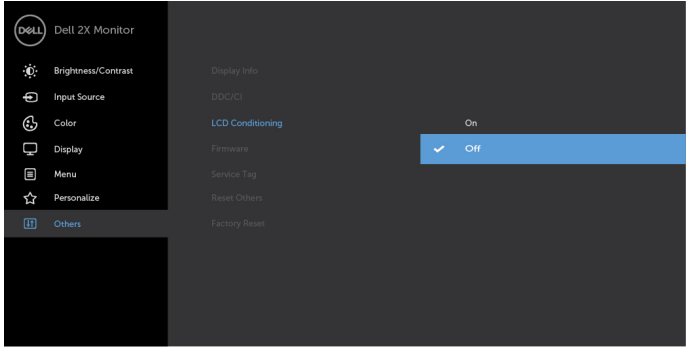 DELL
Dell 2X Monitor
Brightness/Contrast
Input Source
Color
Display
Menu
Personalize
Others
Display Info
DDC/CI
LCD Conditioning
Firmware
Service Tag
Reset Others
Factory Reset
On
Off